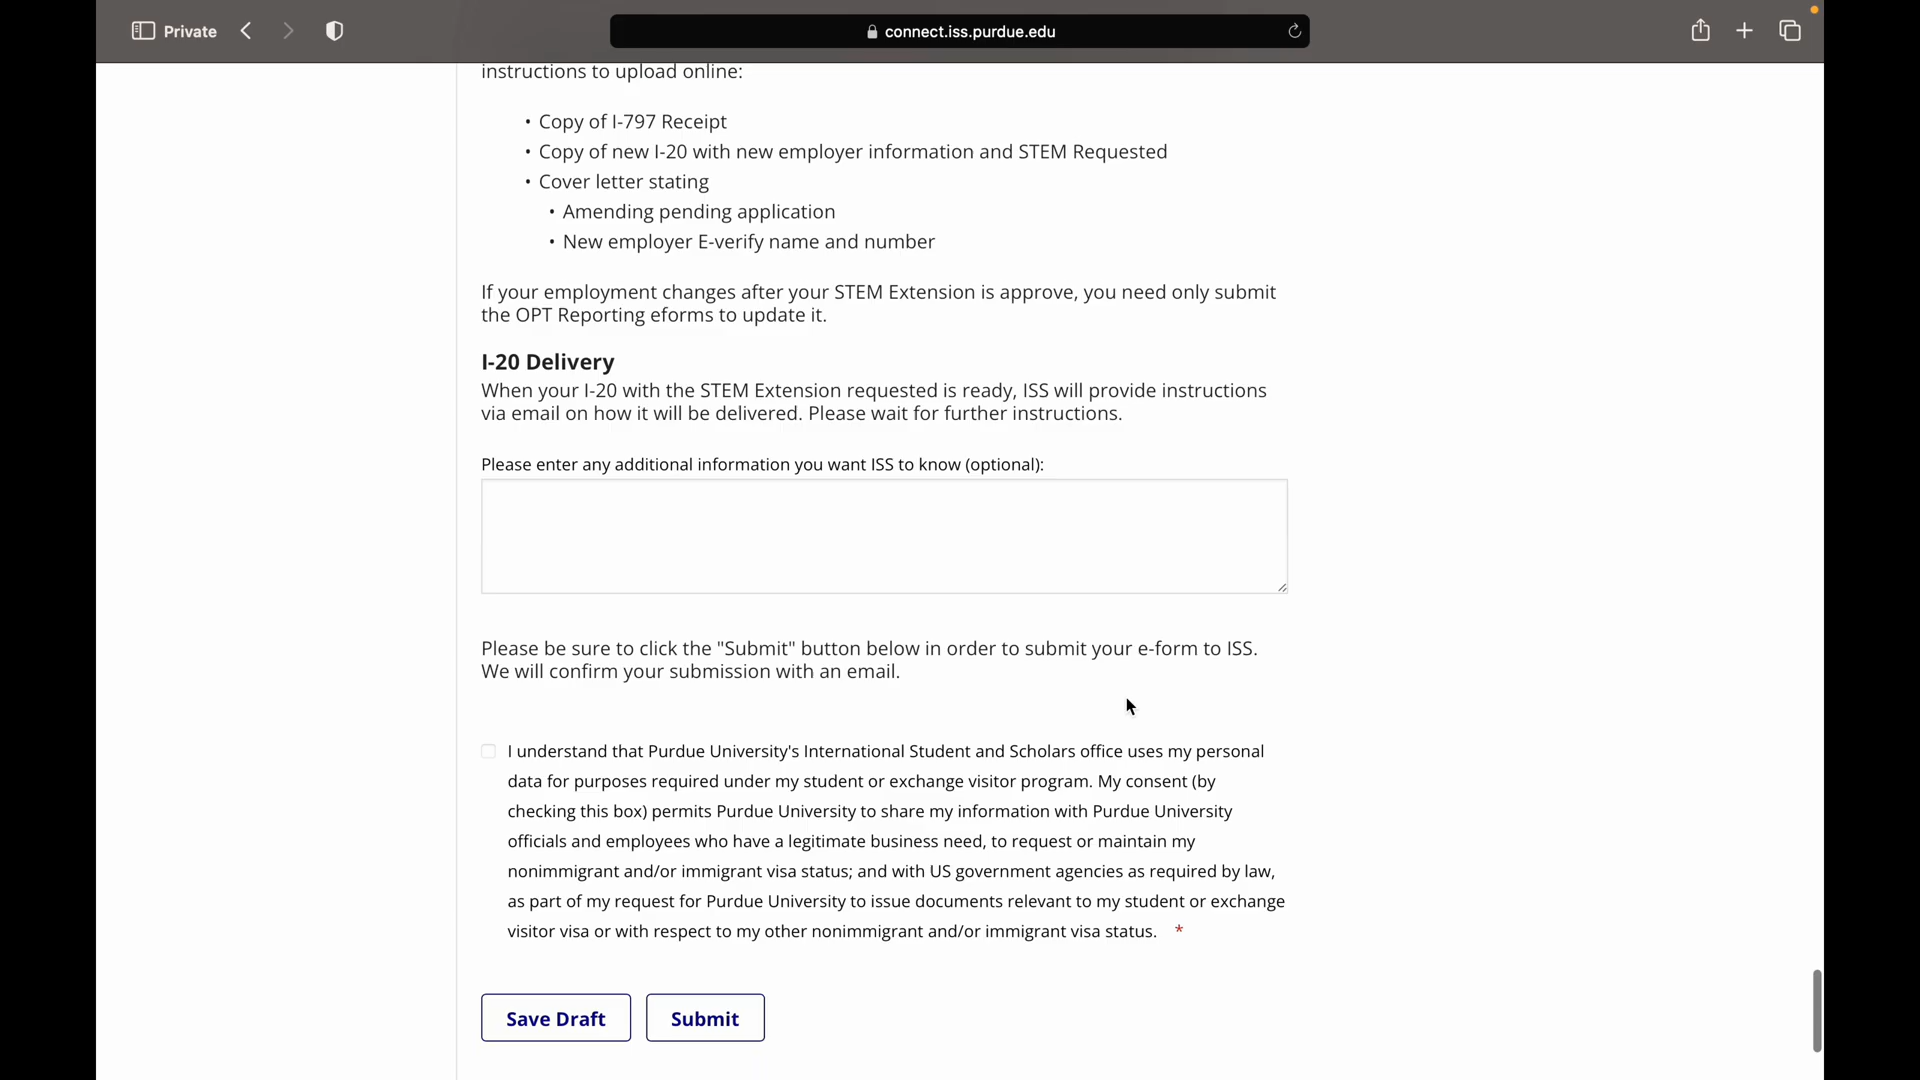 Private
connect.iss.purdue.edu
instructions to upload online:
• Copy of I-797 Receipt
• Copy of new I-20 with new employer information and STEM Requested
• Cover letter stating
• Amending pending application
• New employer E-verify name and number
If your employment changes after your STEM Extension is approve, you need only submit
the OPT Reporting eforms to update it.
I-20 Delivery
When your I-20 with the STEM Extension requested is ready, ISS will provide instructions
via email on how it will be delivered. Please wait for further instructions.
Please enter any additional information you want ISS to know (optional):
Please be sure to click the "Submit" button below in order to submit your e-form to ISS.
We will confirm your submission with an email.
I understand that Purdue University's International Student and Scholars office uses my personal
data for purposes required under my student or exchange visitor program. My consent (by
checking this box) permits Purdue University to share my information with Purdue University
officials and employees who have a legitimate business need, to request or maintain my
nonimmigrant and/or immigrant visa status; and with US government agencies as required by law,
as part of my request for Purdue University to issue documents relevant to my student or exchange
visitor visa or with respect to my other nonimmigrant and/or immigrant visa status. *
Save Draft Submit